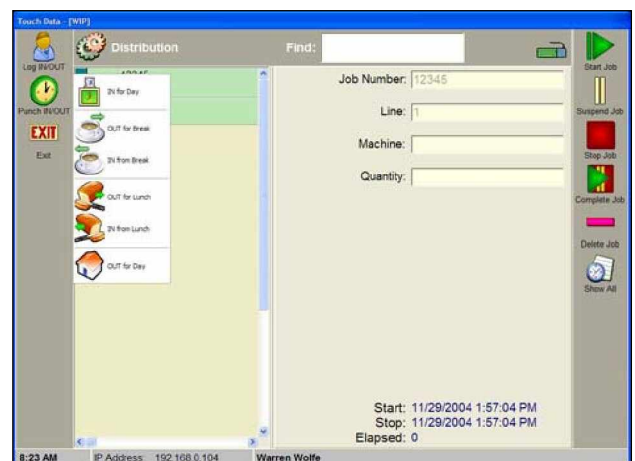 Touch Data - [WIP]
Log IN/OUT
Punch IN/OUT
EXIT
Exit
Distribution
Find:
12345
IN for Day
OUT for Break
IN from Break
OUT for Lunch
IN from Lunch
OUT for Day
Job Number: 12345
Line: 1
Machine:
Quantity:
Start: 11/29/2004 1:57:04 PM
Stop: 11/29/2004 1:57:04 PM
Elapsed: 0
Start Job
Suspend Job
Stop Job
Complete Job
Delete Job
Show All
8:23 AM IP Address: 192.168.0.104 Warren Wolfe